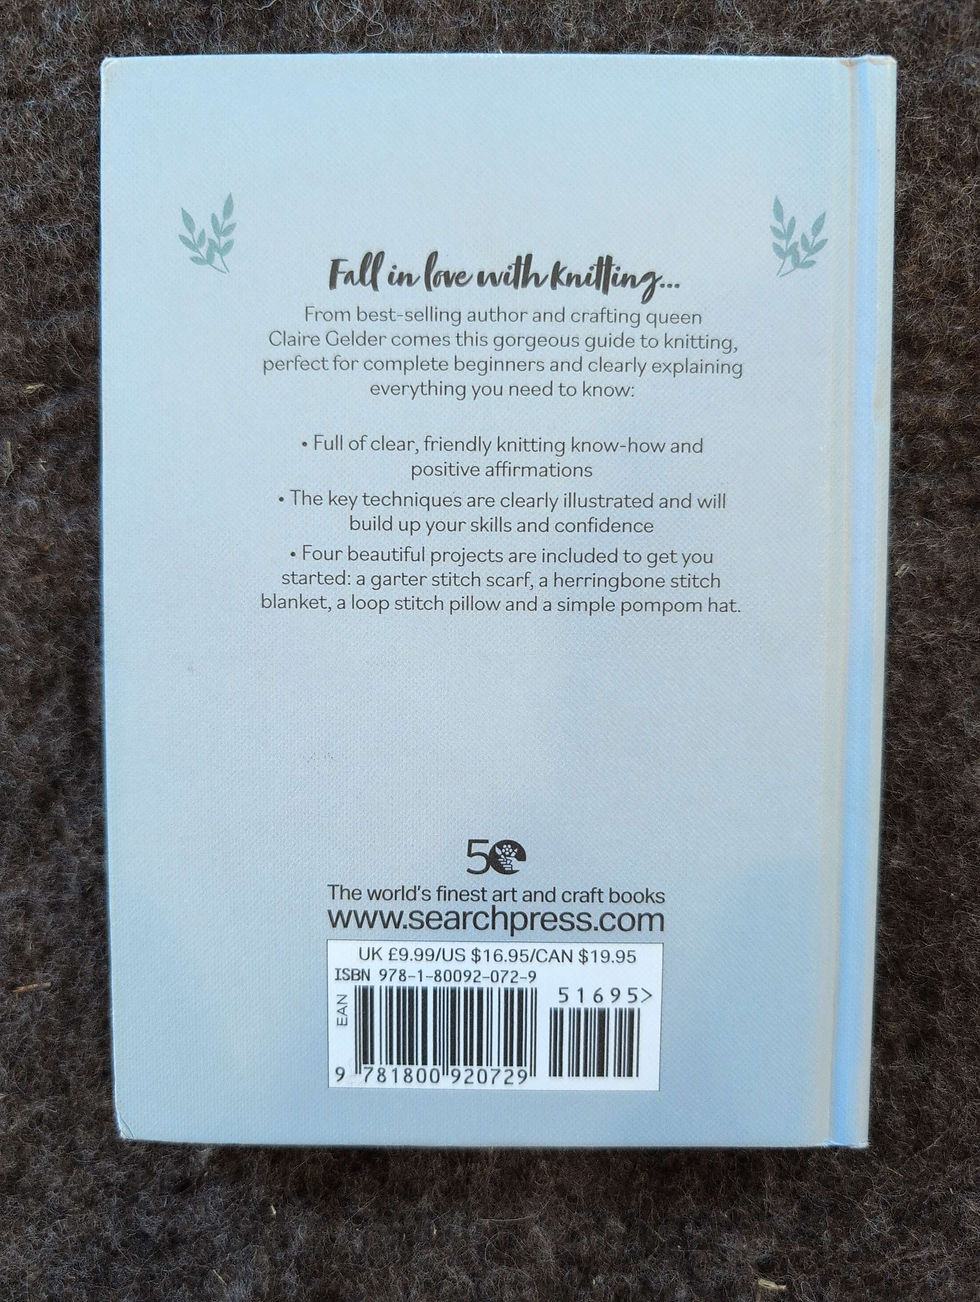 Fall in love with knitting...
From best-selling author and crafting queen
Claire Gelder comes this gorgeous guide to knitting,
perfect for complete beginners and clearly explaining
everything you need to know:
• Full of clear, friendly knitting know-how and
positive affirmations
• The key techniques are clearly illustrated and will
build up your skills and confidence
• Four beautiful projects are included to get you
started: a garter stitch scarf, a herringbone stitch
blanket, a loop stitch pillow and a simple pompom hat.
50
The world's finest art and craft books
www.searchpress.com
UK £9.99/US $16.95/CAN $19.95
ISBN 978-1-80092-072-9
51695>
EAN
9 781800 920729